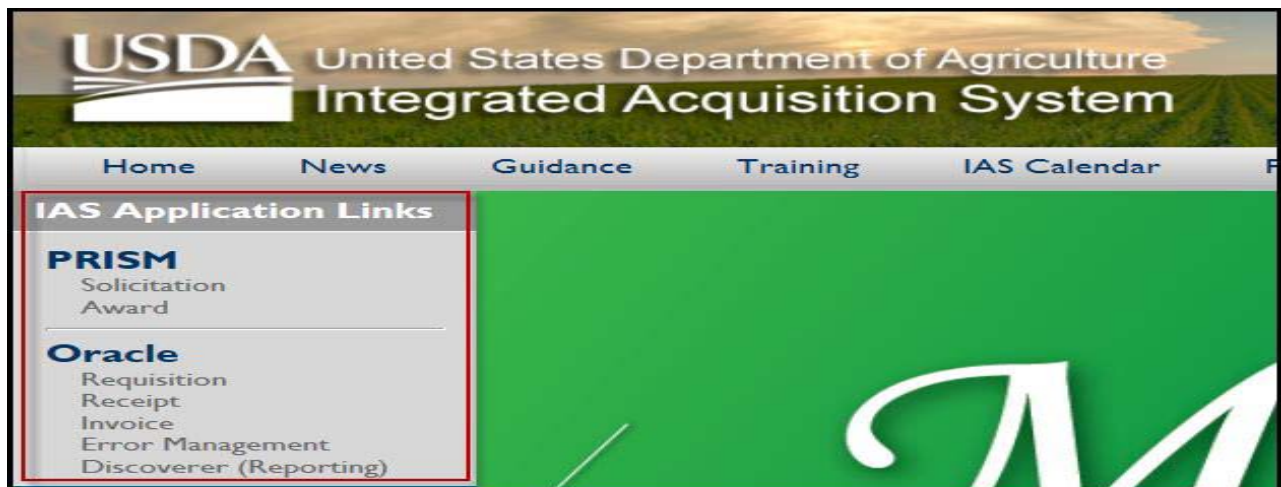 USDA United States Department of Agriculture
Integrated Acquisition System
Home News Guidance Training IAS Calendar
IAS Application Links
PRISM
Solicitation
Award
Oracle
Requisition
Receipt
Invoice
Error Management
Discoverer (Reporting)